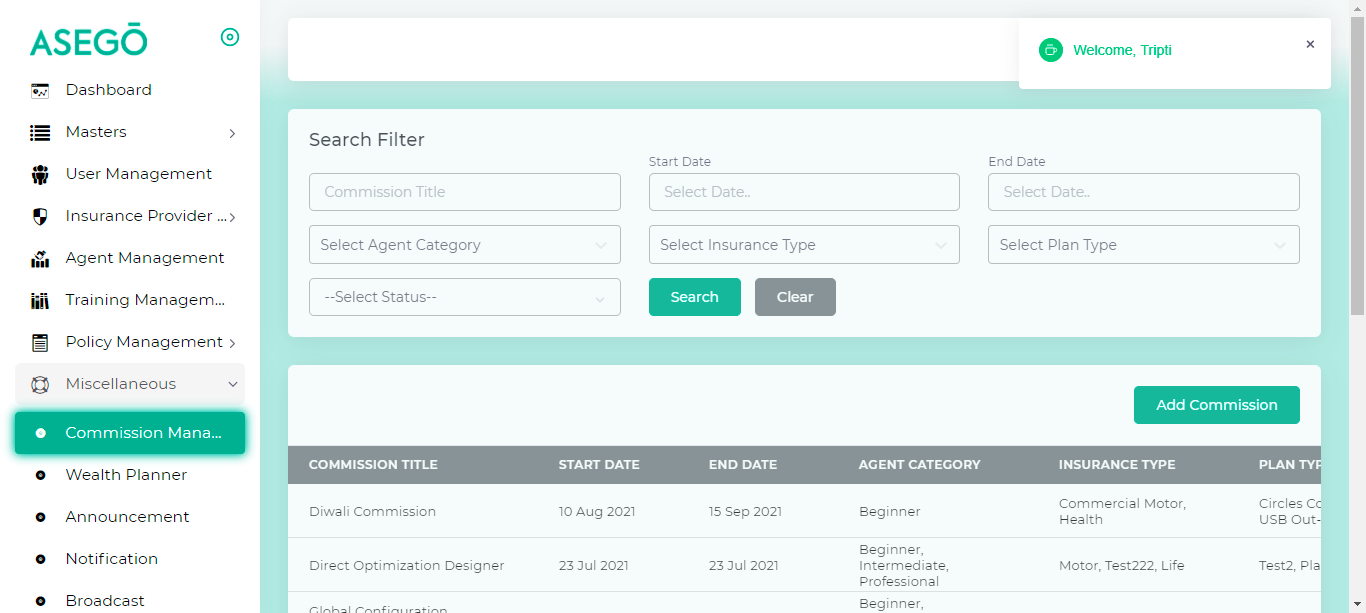 ASEGŌ
Dashboard
Masters
User Management
Insurance Provider ...
Agent Management
Training Managem...
Policy Management
Miscellaneous
Commission Mana...
Wealth Planner
Announcement
Notification
Broadcast
Welcome, Tripti
×
Search Filter
Start Date
End Date
Commission Title
Select Date..
Select Date..
Select Agent Category
Select Insurance Type
Select Plan Type
--Select Status--
Search
Clear
Add Commission
COMMISSION TITLE START DATE END DATE AGENT CATEGORY INSURANCE TYPE PLAN TYP
Diwali Commission 10 Aug 2021 15 Sep 2021 Beginner Commercial Motor, Circles Co
Health USB Out-
Beginner,
Direct Optimization Designer 23 Jul 2021 23 Jul 2021 Intermediate, Motor, Test222, Life Test2, Pla
Professional
Beginner,
Global Configuration